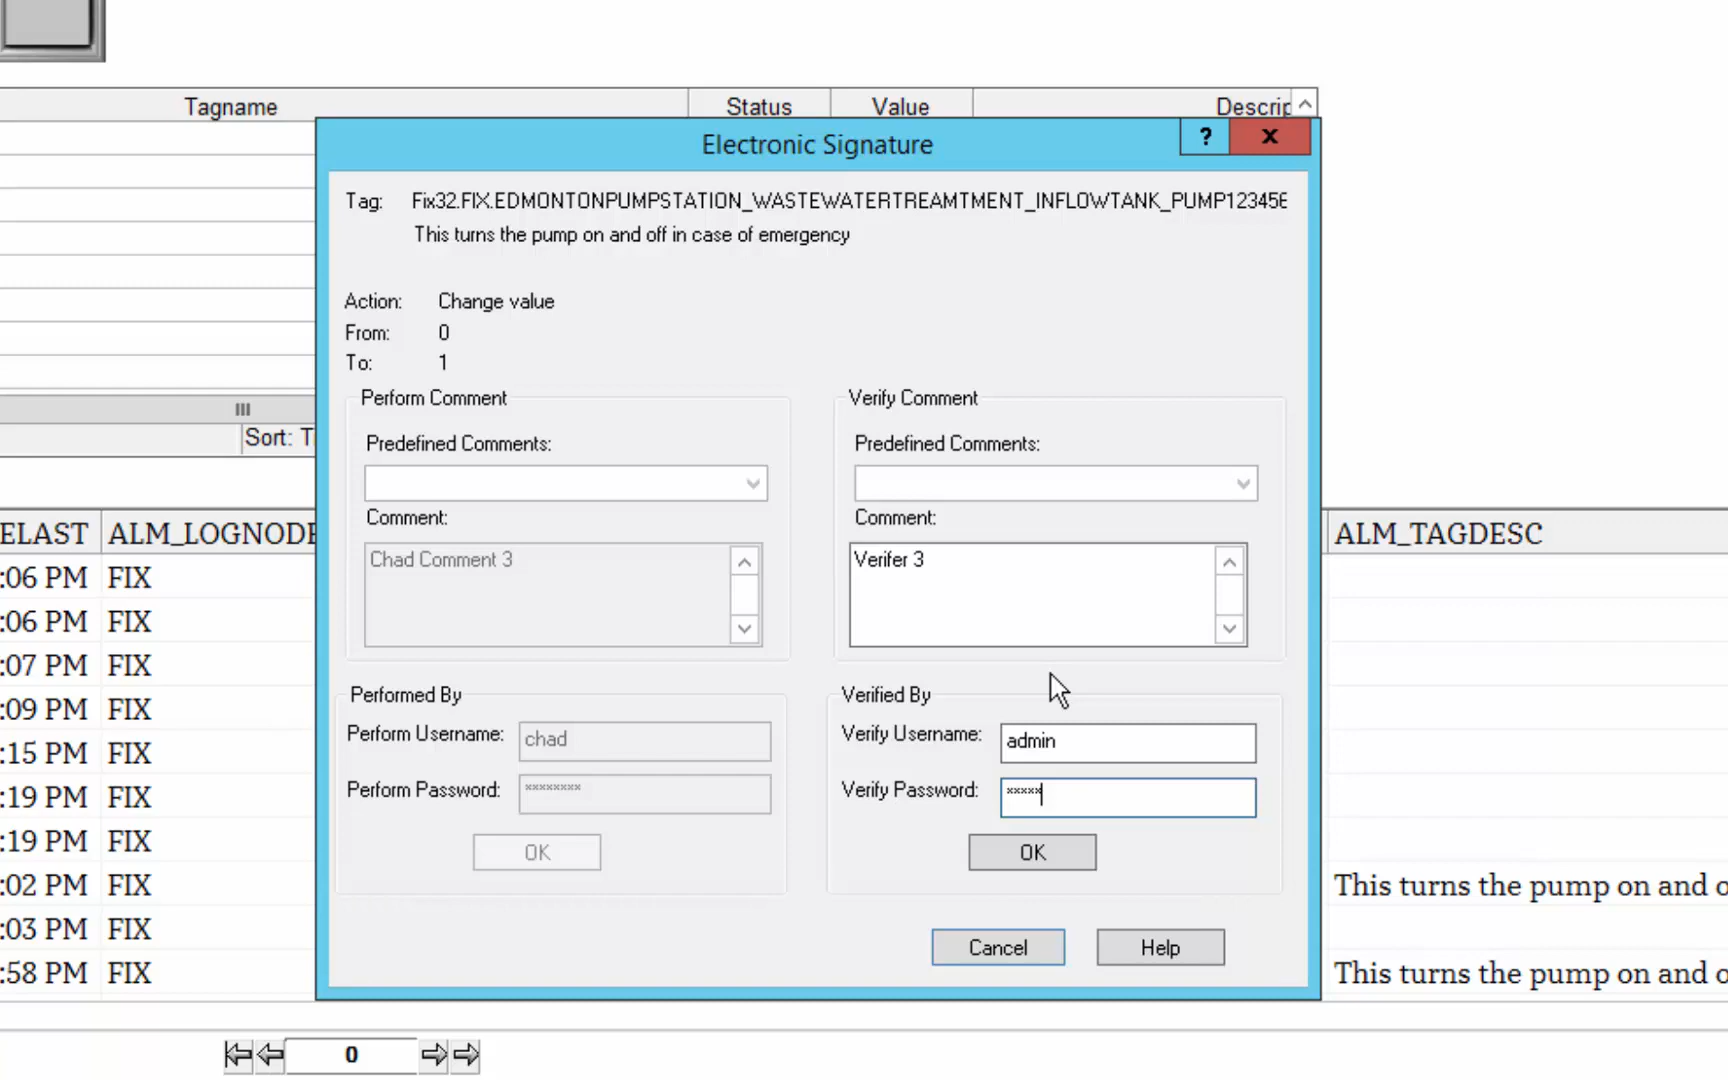 Tagname Status Value Descrip
Electronic Signature ? X
Tag: Fix32.FIX.EDMONTONPUMPSTATION_WASTEWATERTREAMTMENT_INFLOWTANK_PUMP123456
This turns the pump on and off in case of emergency
Action: Change value
From: 0
To: 1
Perform Comment Verify Comment
Sort: T
Predefined Comments: Predefined Comments:
Comment: Comment:
ELAST ALM_LOGNODE ALM_TAGDESC
Chad Comment 3 Verifer 3
:06 PM FIX
:06 PM FIX
:07 PM FIX
Performed By Verified By
:09 PM FIX
Perform Username: chad Verify Username: admin
:15 PM FIX
Perform Password: ******** Verify Password: *****
:19 PM FIX
:19 PM FIX
OK OK
:02 PM FIX This turns the pump on and o
:03 PM FIX
Cancel Help
:58 PM FIX This turns the pump on and o
0